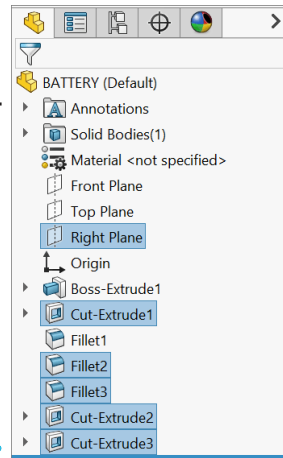 BATTERY (Default)
Annotations
Solid Bodies(1)
Material <not specified>
Front Plane
Top Plane
Right Plane
Origin
Boss-Extrude1
Cut-Extrude1
Fillet1
Fillet2
Fillet3
Cut-Extrude2
Cut-Extrude3